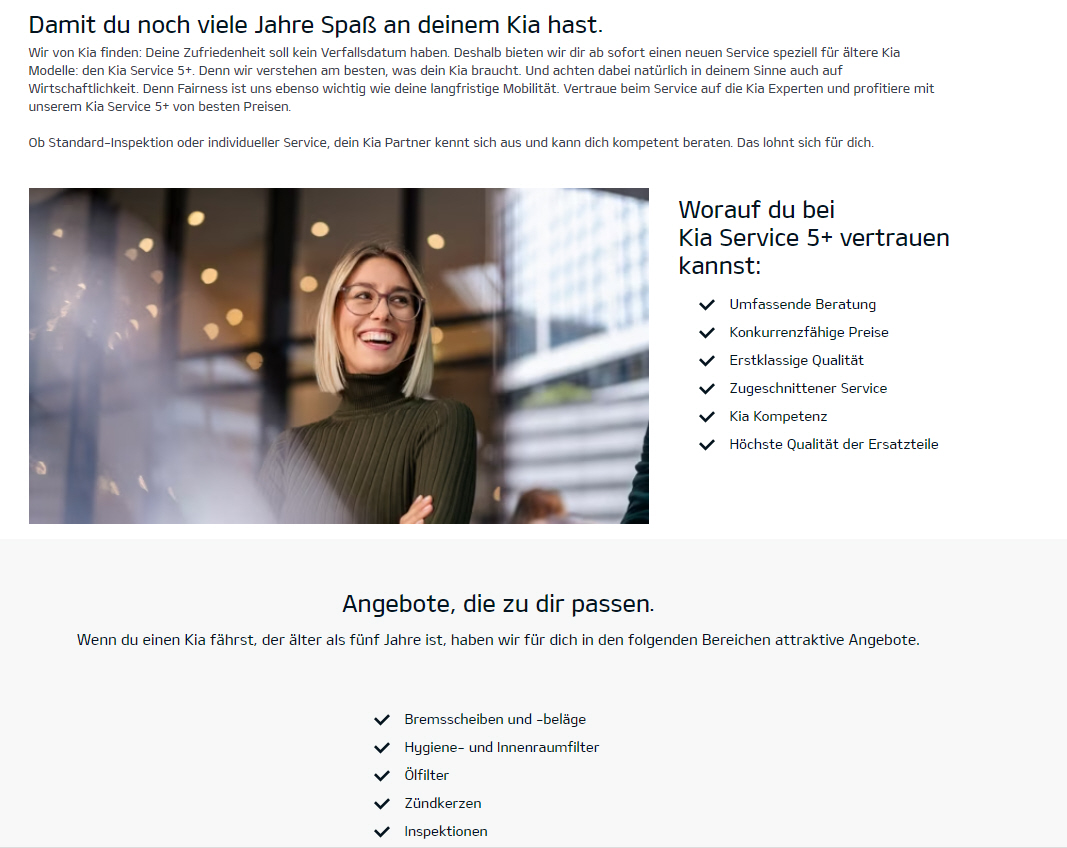 Damit du noch viele Jahre Spaß an deinem Kia hast.
Wir von Kia finden: Deine Zufriedenheit soll kein Verfallsdatum haben. Deshalb bieten wir dir ab sofort einen neuen Service speziell für ältere Kia
Modelle: den Kia Service 5+. Denn wir verstehen am besten, was dein Kia braucht. Und achten dabei natürlich in deinem Sinne auch auf
Wirtschaftlichkeit. Denn Fairness ist uns ebenso wichtig wie deine langfristige Mobilität. Vertraue beim Service auf die Kia Experten und profitiere mit
unserem Kia Service 5+ von besten Preisen.
Ob Standard-Inspektion oder individueller Service, dein Kia Partner kennt sich aus und kann dich kompetent beraten. Das lohnt sich für dich.
Worauf du bei
Kia Service 5+ vertrauen
kannst:
Umfassende Beratung
Konkurrenzfähige Preise
Erstklassige Qualität
Zugeschnittener Service
Kia Kompetenz
Höchste Qualität der Ersatzteile
Angebote, die zu dir passen.
Wenn du einen Kia fährst, der älter als fünf Jahre ist, haben wir für dich in den folgenden Bereichen attraktive Angebote.
Bremsscheiben und -beläge
Hygiene- und Innenraumfilter
Ölfilter
Zündkerzen
Inspektionen